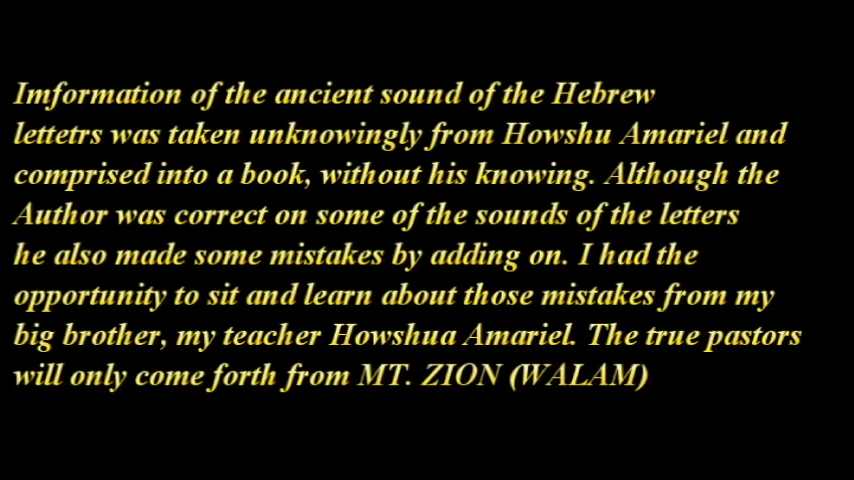 Imformation of the ancient sound of the Hebrew
lettetrs was taken unknowingly from Howshu Amariel and
comprised into a book, without his knowing. Although the
Author was correct on some of the sounds of the letters
he also made some mistakes by adding on. I had the
opportunity to sit and learn about those mistakes from my
big brother, my teacher Howshua Amariel. The true pastors
will only come forth from MT. ZION (WALAM)